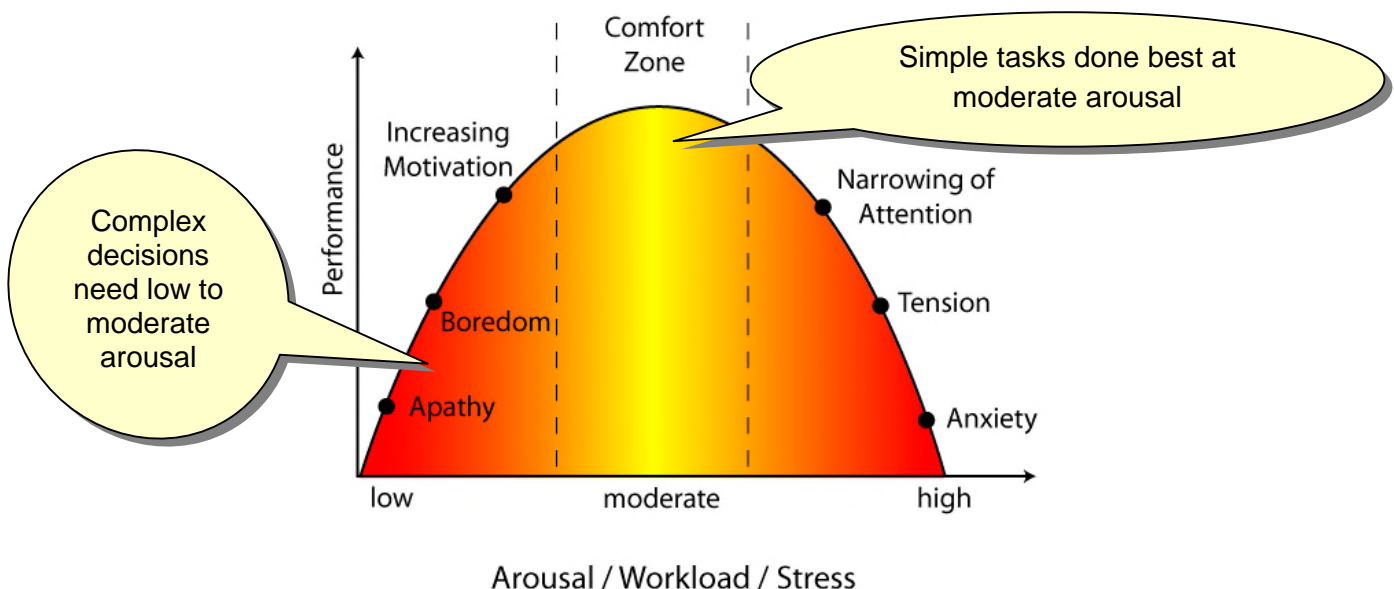 Comfort
Zone
Simple tasks done best at
moderate arousal
Increasing
Motivation
Performance
Narrowing of
Attention
Complex
decisions
need low to
moderate
arousal
Tension
Boredom
Apathy
Anxiety
low
moderate
high
Arousal / Workload / Stress